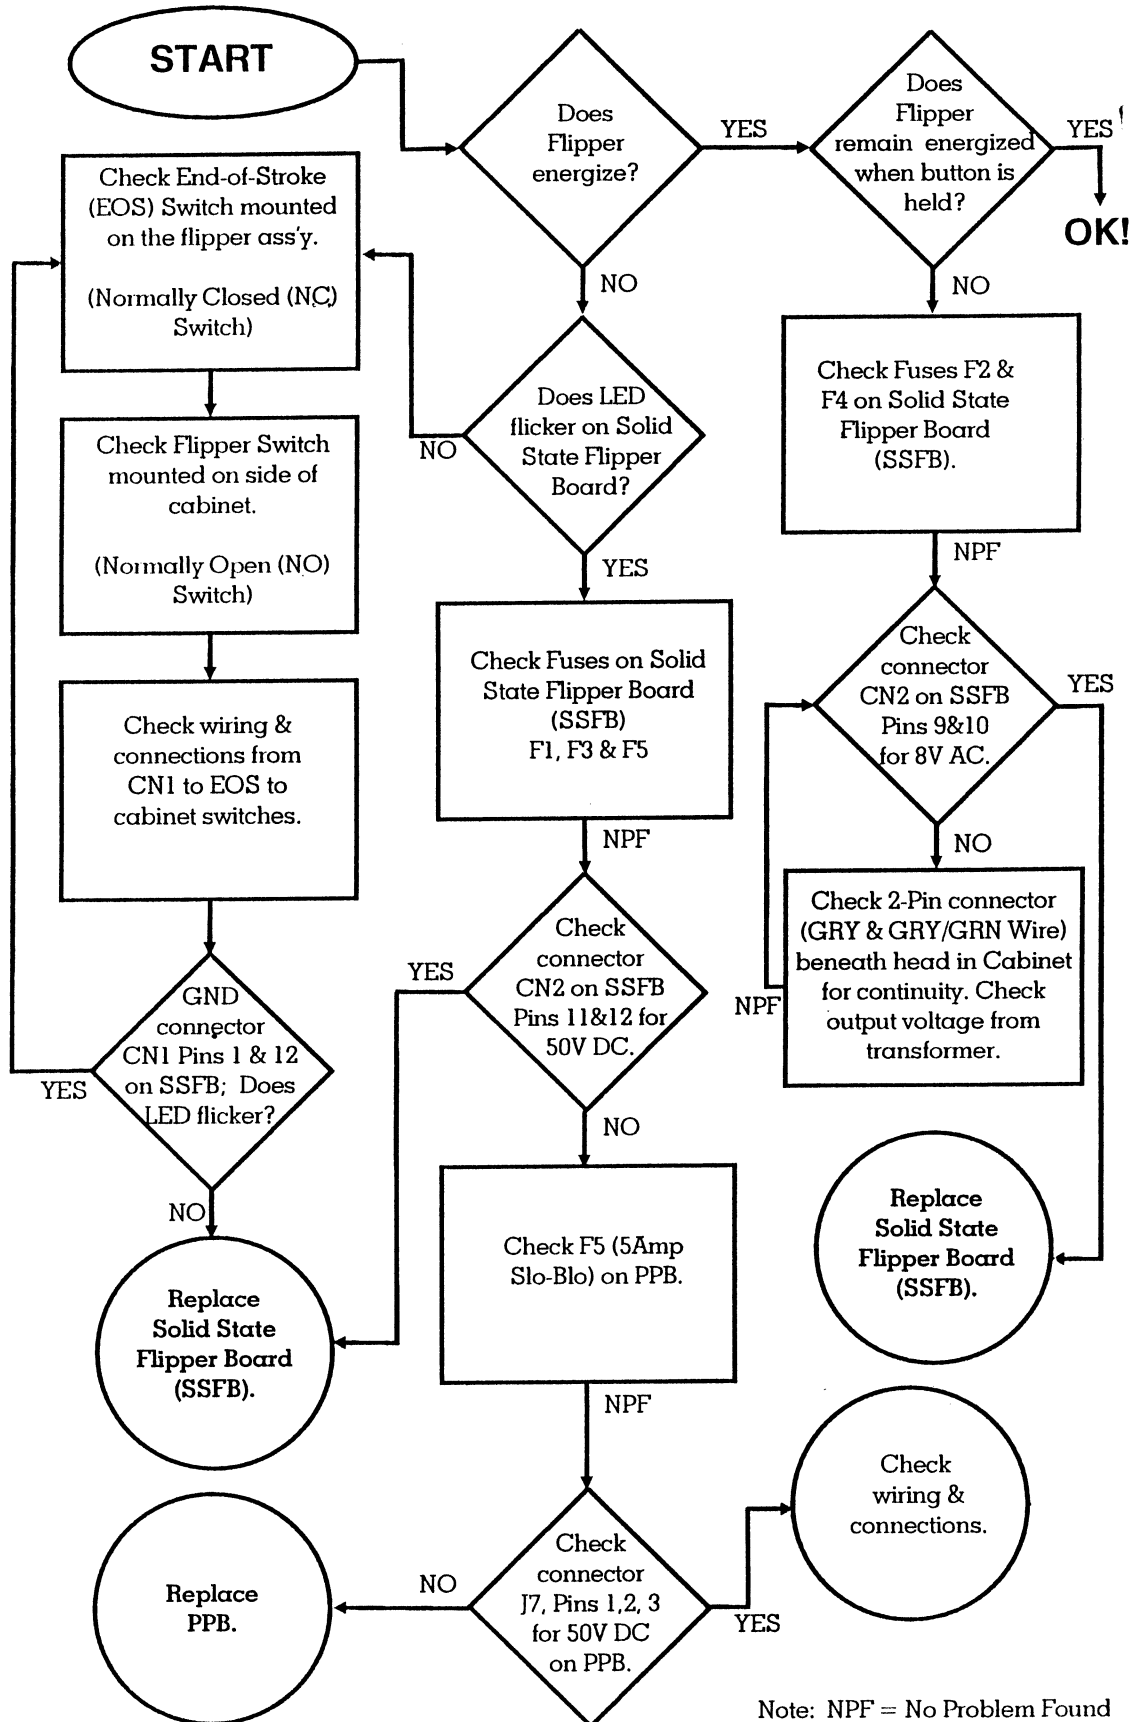 START
Does
Flipper
energize?
YES
Does
Flipper
remain energized
when button is
held?
YES
OK!
NO
NO
Check End-of-Stroke
(EOS) Switch mounted
on the flipper ass'y.
(Normally Closed (NC)
Switch)
Does LED
flicker on Solid
State Flipper
Board?
NO
YES
Check Fuses F2 &
F4 on Solid State
Flipper Board
(SSFB).
NPF
Check Flipper Switch
mounted on side of
cabinet.
(Normally Open (NO)
Switch)
Check Fuses on Solid
State Flipper Board
(SSFB)
F1, F3 & F5
NPF
Check
connector
CN2 on SSFB
Pins 9&10
for 8V AC.
YES
NO
Check wiring &
connections from
CN1 to EOS to
cabinet switches.
Check 2-Pin connector
(GRY & GRY/GRN Wire)
beneath head in Cabinet
for continuity. Check
output voltage from
transformer.
NPF
Check
connector
CN2 on SSFB
Pins 11&12 for
50V DC.
YES
NO
GND
connector
CN1 Pins 1 & 12
on SSFB; Does
LED flicker?
YES
NO
Replace
Solid State
Flipper Board
(SSFB).
Check F5 (5Amp
Slo-Blo) on PPB.
NPF
Replace
Solid State
Flipper Board
(SSFB).
Check
connector
J7, Pins 1,2, 3
for 50V DC
on PPB.
NO
YES
Replace
PPB.
Check
wiring &
connections.
Note: NPF = No Problem Found